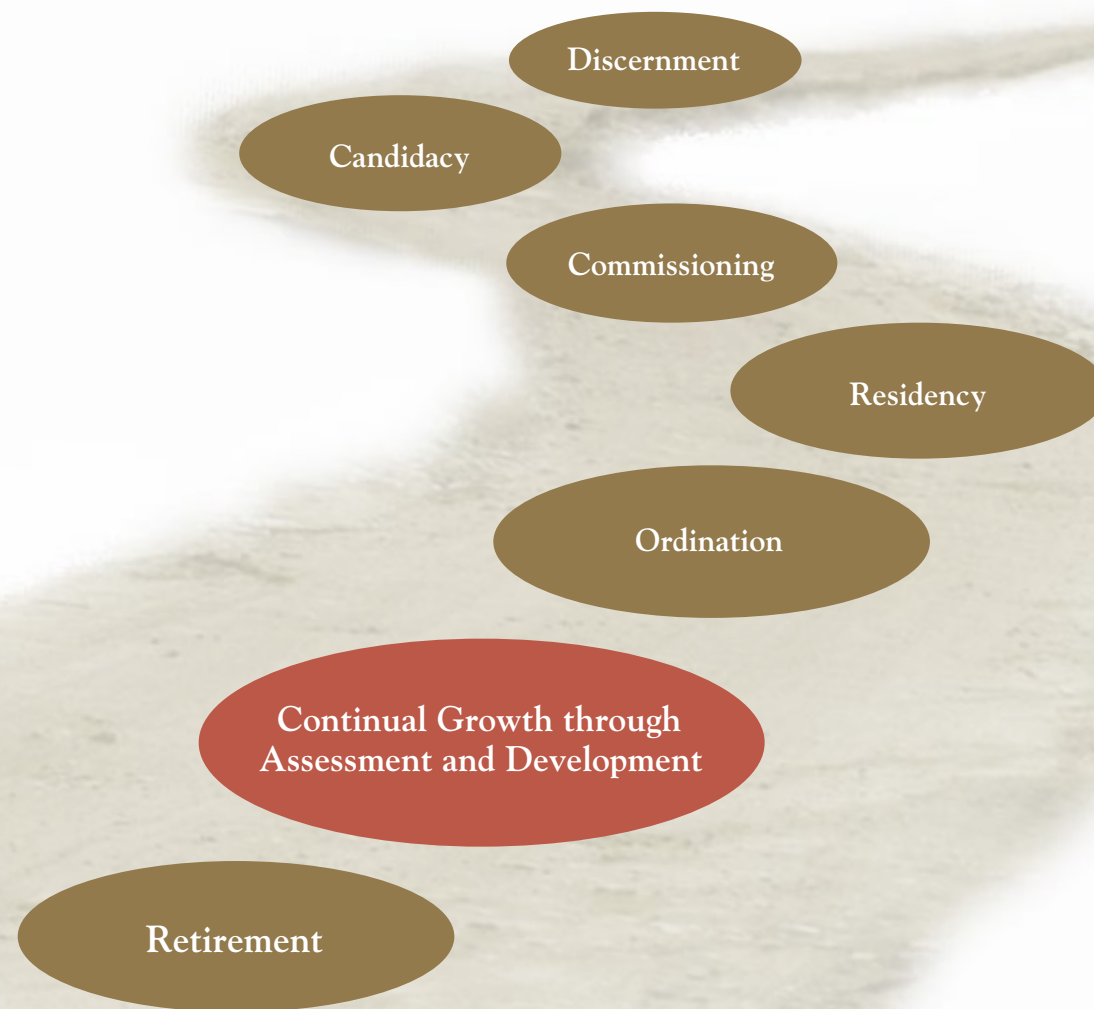 Discernment
Candidacy
Commissioning
Residency
Ordination
Continual Growth through
Assessment and Development
Retirement